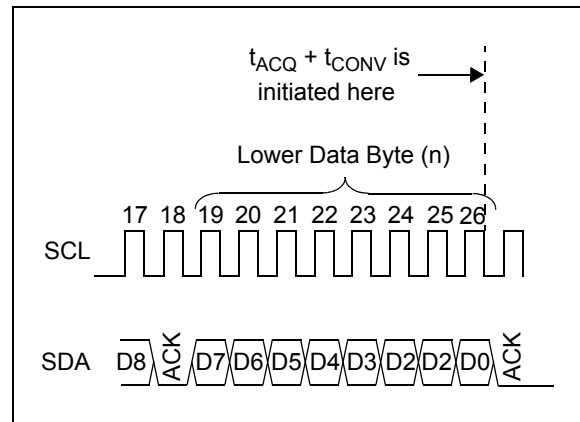 tACQ + tCONV is
initiated here
Lower Data Byte (n)
17 18 19 20 21 22 23 24 25 26
SCL
SDA D8 ACK D7 D6 D5 D4 D3 D2 D2 D0 ACK